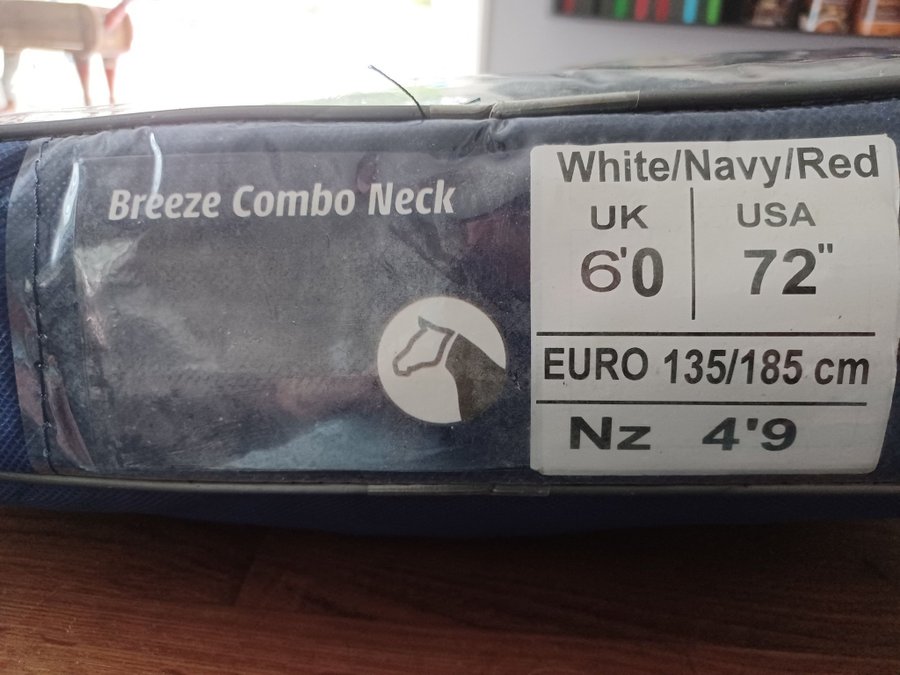 Breeze Combo Neck
White/Navy/Red
UK
USA
6'0
72"
EURO 135/185 cm
Nz 4'9